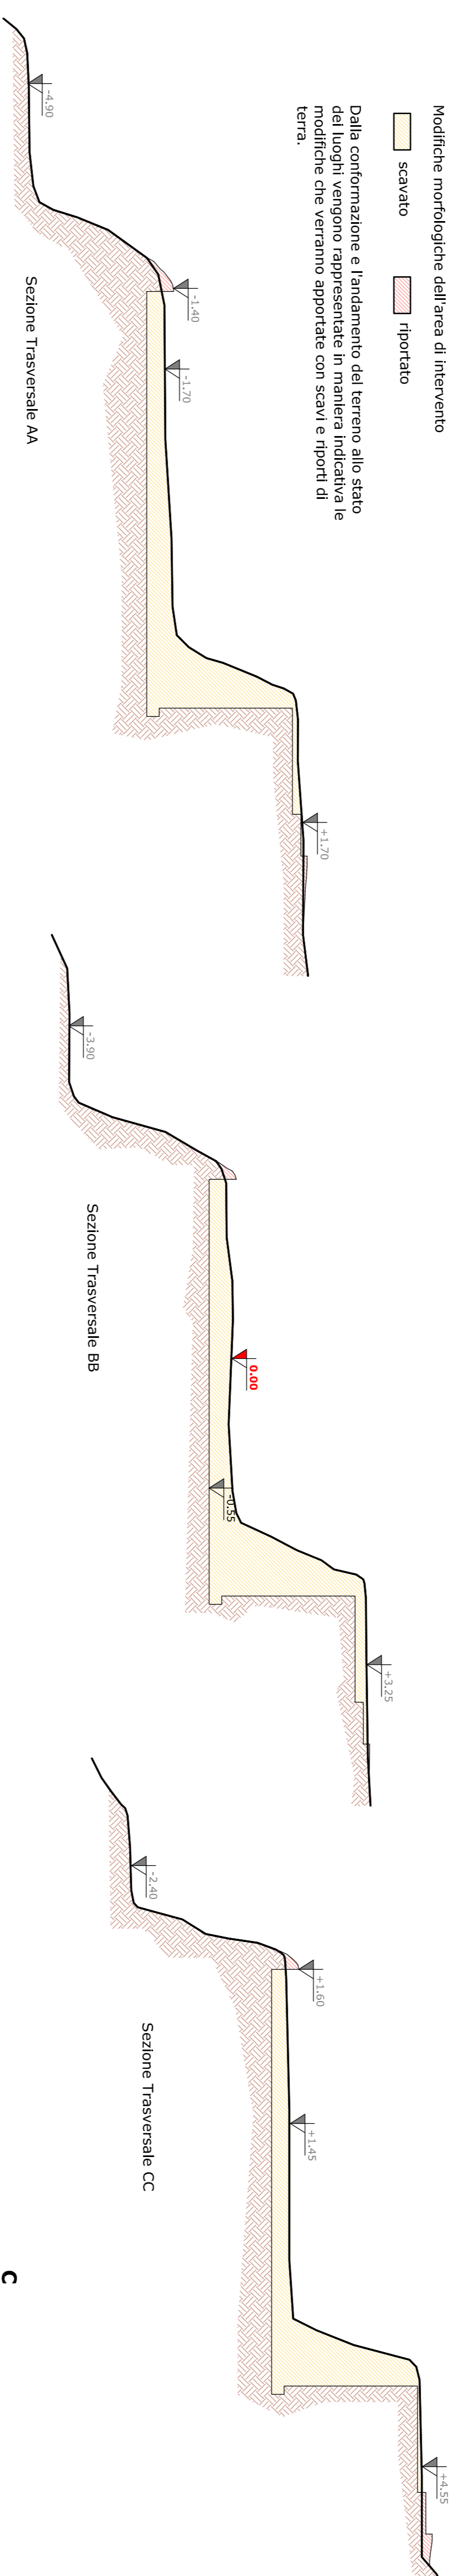 Modifiche morfologiche dell'area di intervento
scavato
riportato
Dalla conformazione e l'andamento del terreno allo stato
dei luoghi vengono rappresentate in maniera indicativa le
modifiche che verranno apportate con scavi e riporti di
terra.
-4.90
-1.40
-1.70
+1.70
Sezione Trasversale AA
-3.90
0.00
-0.55
+3.25
Sezione Trasversale BB
-2.40
+1.60
+1.45
+4.55
Sezione Trasversale CC
C